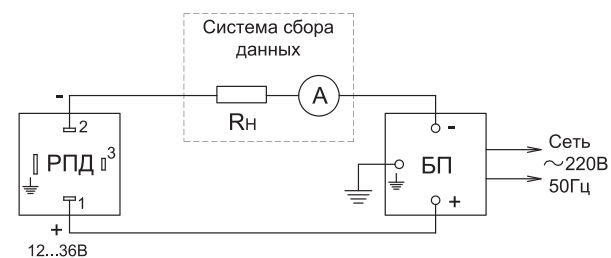 Система сбора
данных
A
Rн
-
2
РПД
3
1
+
12...36В
-
БП
+
Сеть
~220В
50Гц